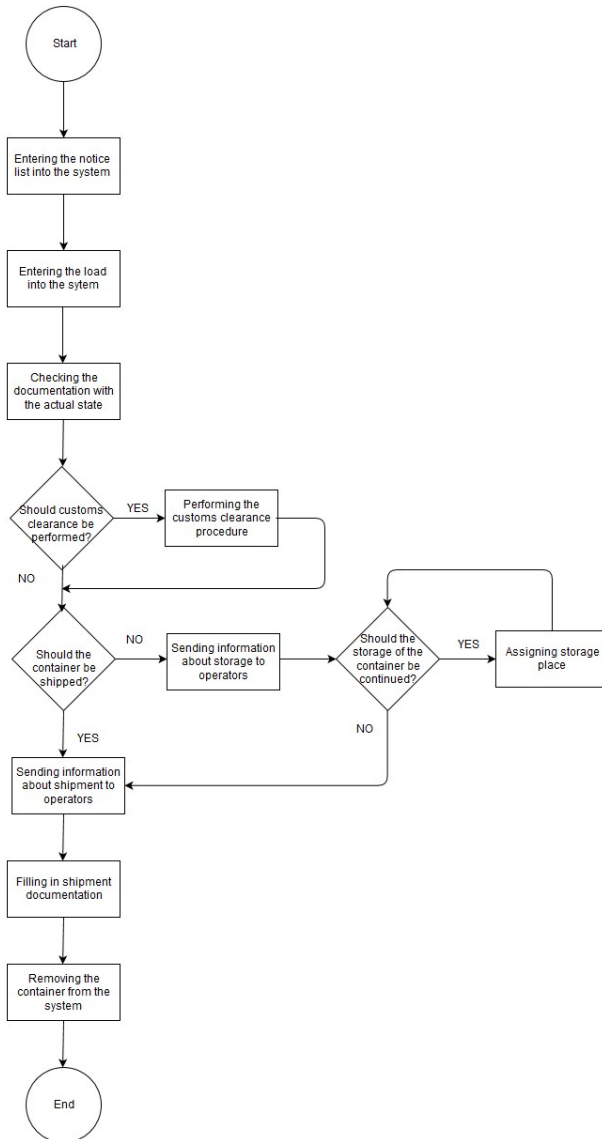 Start
Entering the notice
list into the system
Entering the load
into the sytem
Checking the
documentation with
the actual state
Should customs
clearance be
performed?
YES
Performing the
customs clearance
procedure
NO
Should the
container be
shipped?
NO
Sending information
about storage to
operators
Should the
storage of the
container be
continued?
YES
Assigning storage
place
YES
NO
Sending information
about shipment to
operators
Filling in shipment
documentation
Removing the
container from the
system
End